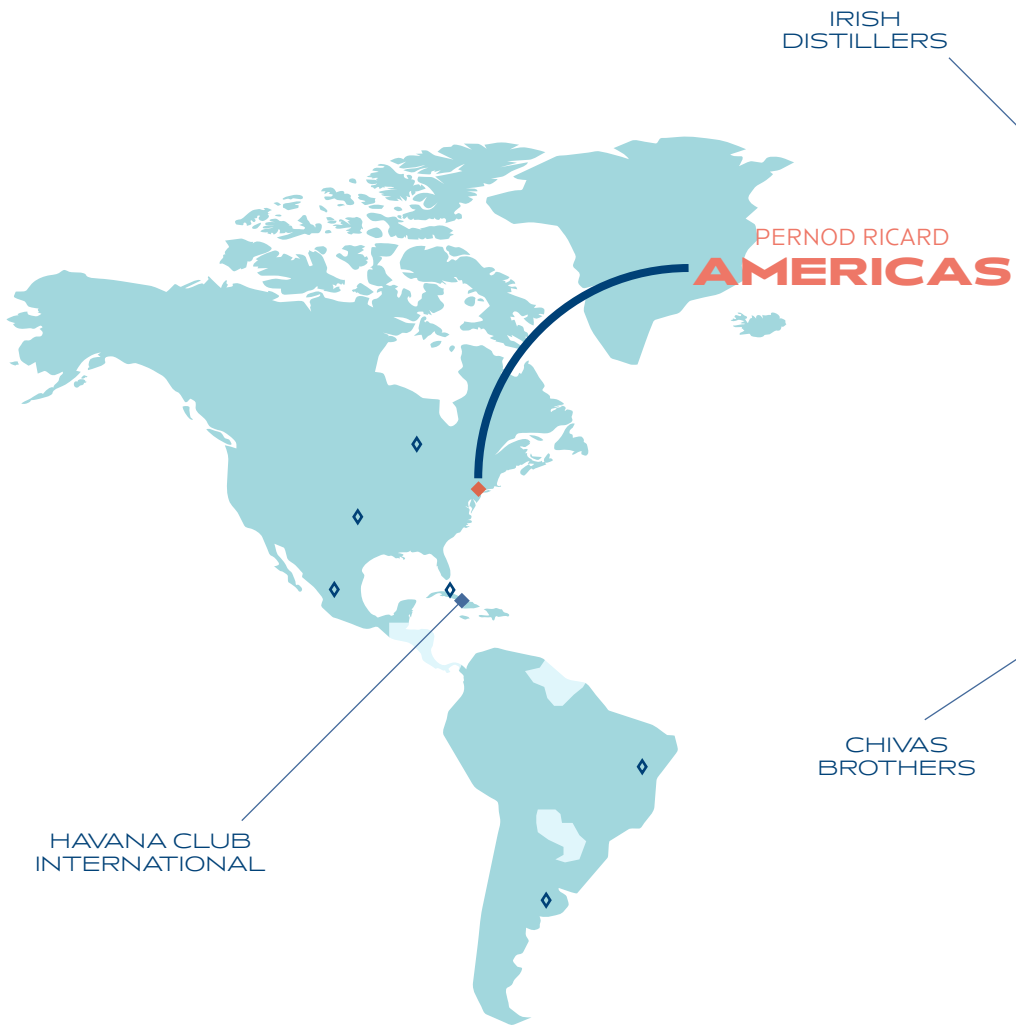 IRISH
DISTILLERS
PERNOD RICARD
AMERICAS
CHIVAS
BROTHERS
HAVANA CLUB
INTERNATIONAL